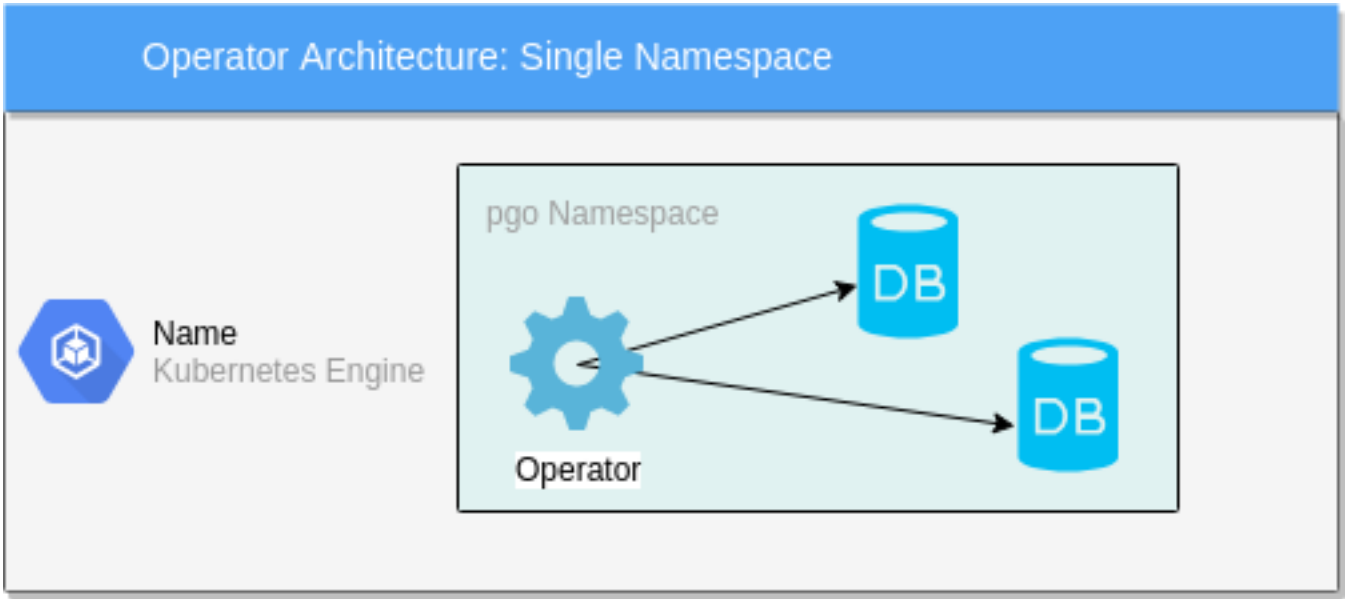 Operator Architecture: Single Namespace
pgo Namespace
DB
Name
Kubernetes Engine
DB
Operator